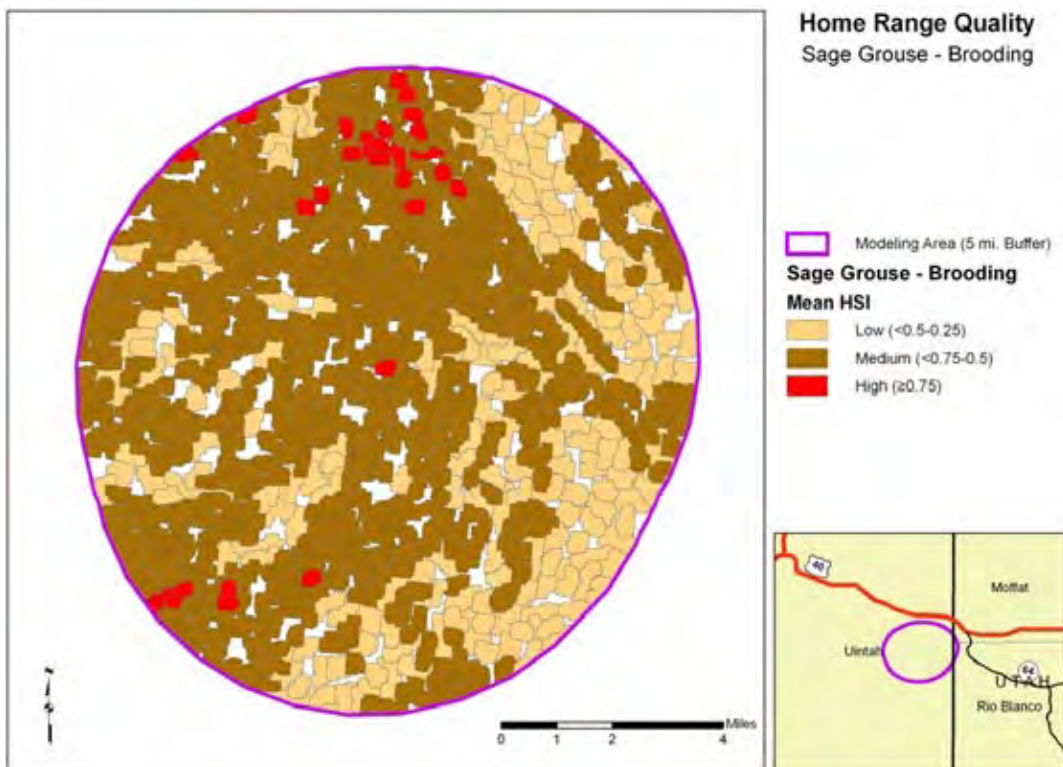 Home Range Quality
Sage Grouse - Brooding
Modeling Area (5 mi. Buffer)
Sage Grouse - Brooding
Mean HSI
Low (<0.5-0.25)
Medium (<0.75-0.5)
High (≥0.75)
Miles
0 1 2 4
40
Moffat
Uintah
64
UTAH
Rio Blanco